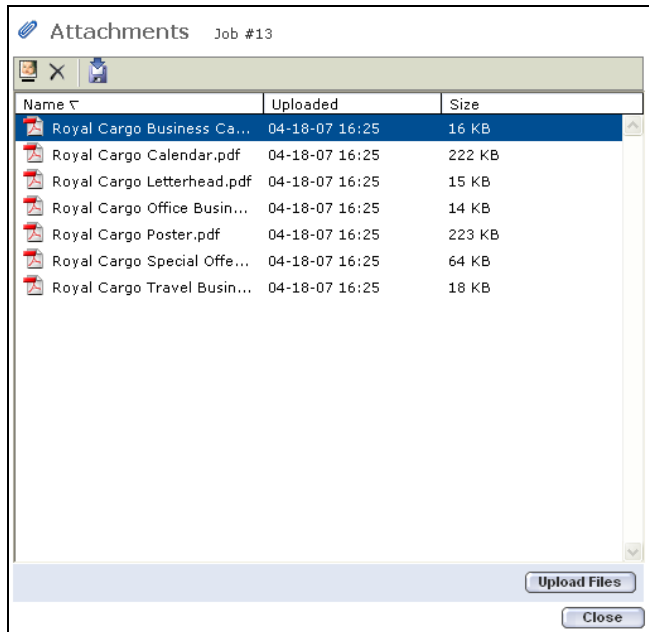 Attachments Job #13
Name Uploaded Size
Royal Cargo Business Ca... 04-18-07 16:25 16 KB
Royal Cargo Calendar.pdf 04-18-07 16:25 222 KB
Royal Cargo Letterhead.pdf 04-18-07 16:25 15 KB
Royal Cargo Office Busin... 04-18-07 16:25 14 KB
Royal Cargo Poster.pdf 04-18-07 16:25 223 KB
Royal Cargo Special Offe... 04-18-07 16:25 64 KB
Royal Cargo Travel Busin... 04-18-07 16:25 18 KB
Upload Files
Close